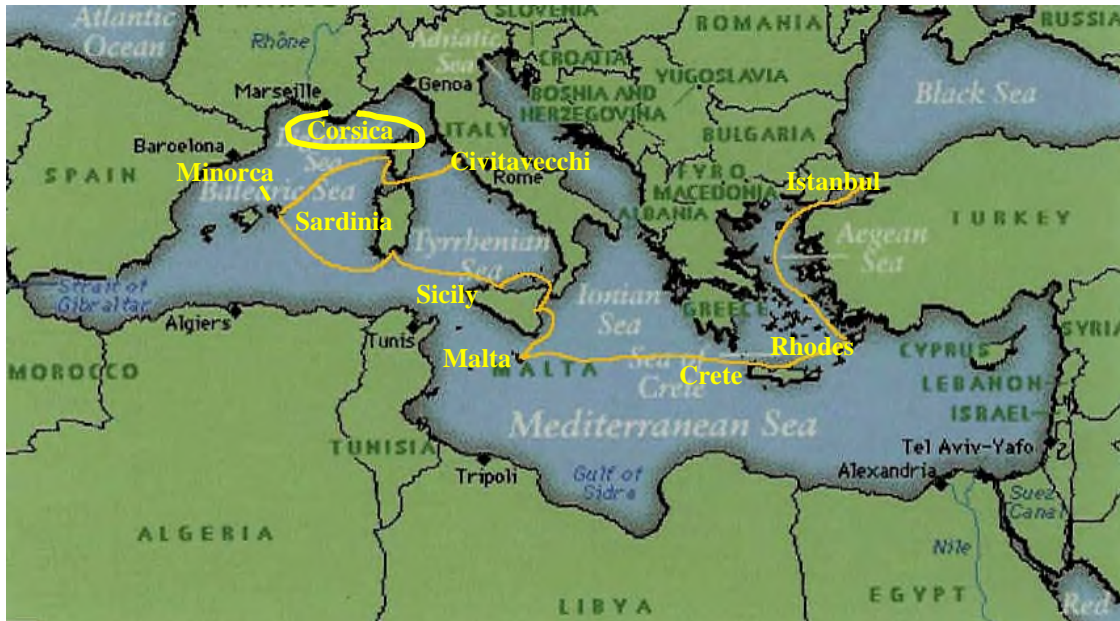 SLOVENIA
ROMANIA
RUSSIA
Atlantic
Ocean
Rhône
Adriatic
Sea
CROATIA
YUGOSLAVIA
Genoa
Marseille
BOSHIA AND
HERZEGOVINA
Black Sea
Corsica
ITALY
BULGARIA
Barcelona
Sea
Minorca
Civitavecchi
SPAIN
Balearic Sea
Rome
FYRO
MACEDONIA
Istanbul
ALBANIA
TURKEY
Sardinia
Tyrrhenian
Sea
Aegean
Sea
Strait of
Gibraltar
Sicily
Ionian
Sea
GREECE
Algiers
Tunis
SYRIA
Rhodes
CYPRUS
Malta
MALTA
Sea of
Crete
Crete
MOROCCO
LEBANON
ISRAEL
Mediterranean Sea
TUNISIA
Tel Aviv-Yafo
Tripoli
Gulf of
Sidra
Alexandria
Suez
Canal
ALGERIA
Nile
EGYPT
LIBYA
Red